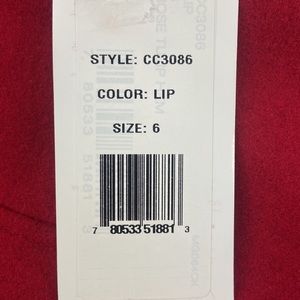 STYLE: CC3086
COLOR: LIP
SIZE: 6
7 80533 51881 3